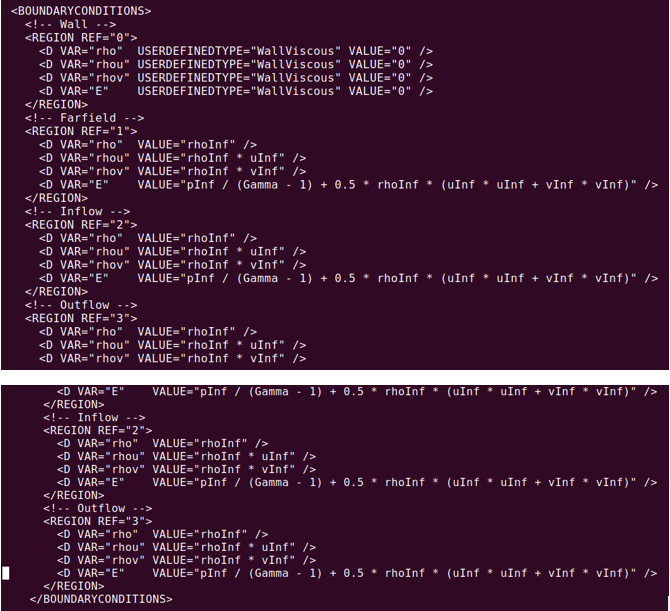 <BOUNDARYCONDITIONS>
<!-- Wall -->
<REGION REF="0">
<D VAR="rho"  USERDEFINEDTYPE="WallViscous" VALUE="0" />
<D VAR="rhou" USERDEFINEDTYPE="WallViscous" VALUE="0" />
<D VAR="rhov" USERDEFINEDTYPE="WallViscous" VALUE="0" />
<D VAR="E"    USERDEFINEDTYPE="WallViscous" VALUE="0" />
</REGION>
<!-- Farfield -->
<REGION REF="1">
<D VAR="rho"  VALUE="rhoInf" />
<D VAR="rhou" VALUE="rhoInf * uInf" />
<D VAR="rhov" VALUE="rhoInf * vInf" />
<D VAR="E"    VALUE="pInf / (Gamma - 1) + 0.5 * rhoInf * (uInf * uInf + vInf * vInf)" />
</REGION>
<!-- Inflow -->
<REGION REF="2">
<D VAR="rho"  VALUE="rhoInf" />
<D VAR="rhou" VALUE="rhoInf * uInf" />
<D VAR="rhov" VALUE="rhoInf * vInf" />
<D VAR="E"    VALUE="pInf / (Gamma - 1) + 0.5 * rhoInf * (uInf * uInf + vInf * vInf)" />
</REGION>
<!-- Outflow -->
<REGION REF="3">
<D VAR="rho"  VALUE="rhoInf" />
<D VAR="rhou" VALUE="rhoInf * uInf" />
<D VAR="rhov" VALUE="rhoInf * vInf" />
<D VAR="E"    VALUE="pInf / (Gamma - 1) + 0.5 * rhoInf * (uInf * uInf + vInf * vInf)" />
</REGION>
<!-- Inflow -->
<REGION REF="2">
<D VAR="rho"  VALUE="rhoInf" />
<D VAR="rhou" VALUE="rhoInf * uInf" />
<D VAR="rhov" VALUE="rhoInf * vInf" />
<D VAR="E"    VALUE="pInf / (Gamma - 1) + 0.5 * rhoInf * (uInf * uInf + vInf * vInf)" />
</REGION>
<!-- Outflow -->
<REGION REF="3">
<D VAR="rho"  VALUE="rhoInf" />
<D VAR="rhou" VALUE="rhoInf * uInf" />
<D VAR="rhov" VALUE="rhoInf * vInf" />
<D VAR="E"    VALUE="pInf / (Gamma - 1) + 0.5 * rhoInf * (uInf * uInf + vInf * vInf)" />
</REGION>
</BOUNDARYCONDITIONS>